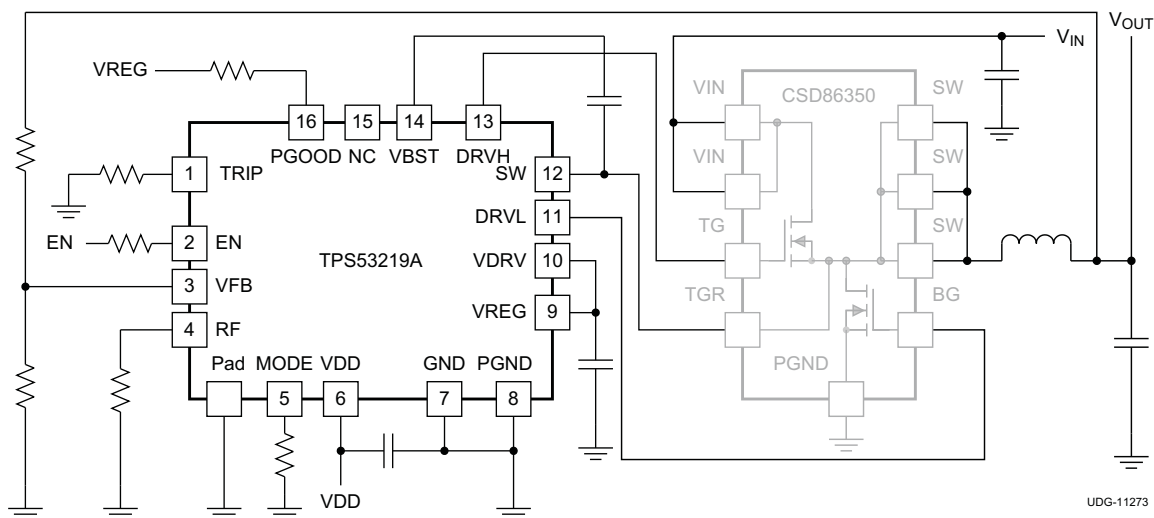 VOUT
VIN
VREG
VIN
CSD86350
SW
16
15
14
13
PGOOD
NC
VBST
DRVH
1
TRIP
SW
12
VIN
SW
DRVL
11
TG
SW
EN
2
EN
TPS53219A
VDRV
10
3
VFB
TGR
BG
VREG
9
4
RF
Pad
MODE
VDD
GND
PGND
PGND
5
6
7
8
VDD
UDG-11273